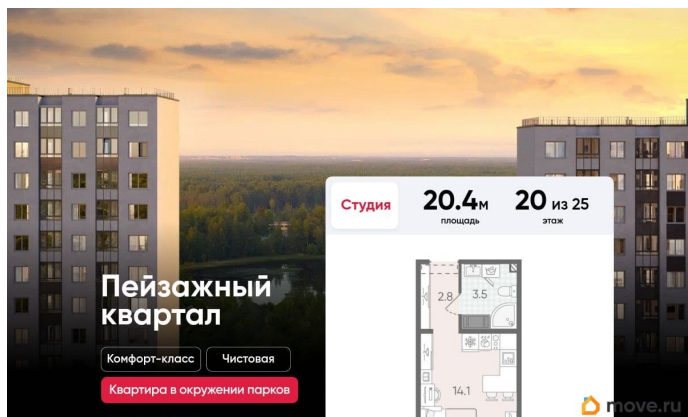 Студия
20.4м
площадь
20 из 25
этаж
Пейзажный
квартал
Комфорт-класс
Чистовая
Квартира в окружении парков
2.8
3.5
14.1
move.ru